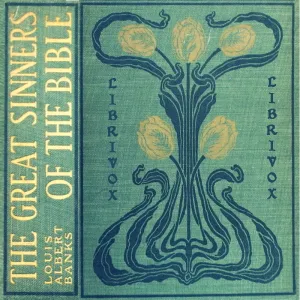 THE GREAT SINNERS
OF THE BIBLE
LOUIS
ALBERT
BANKS
LIBRIVOX
LIBRIVOX